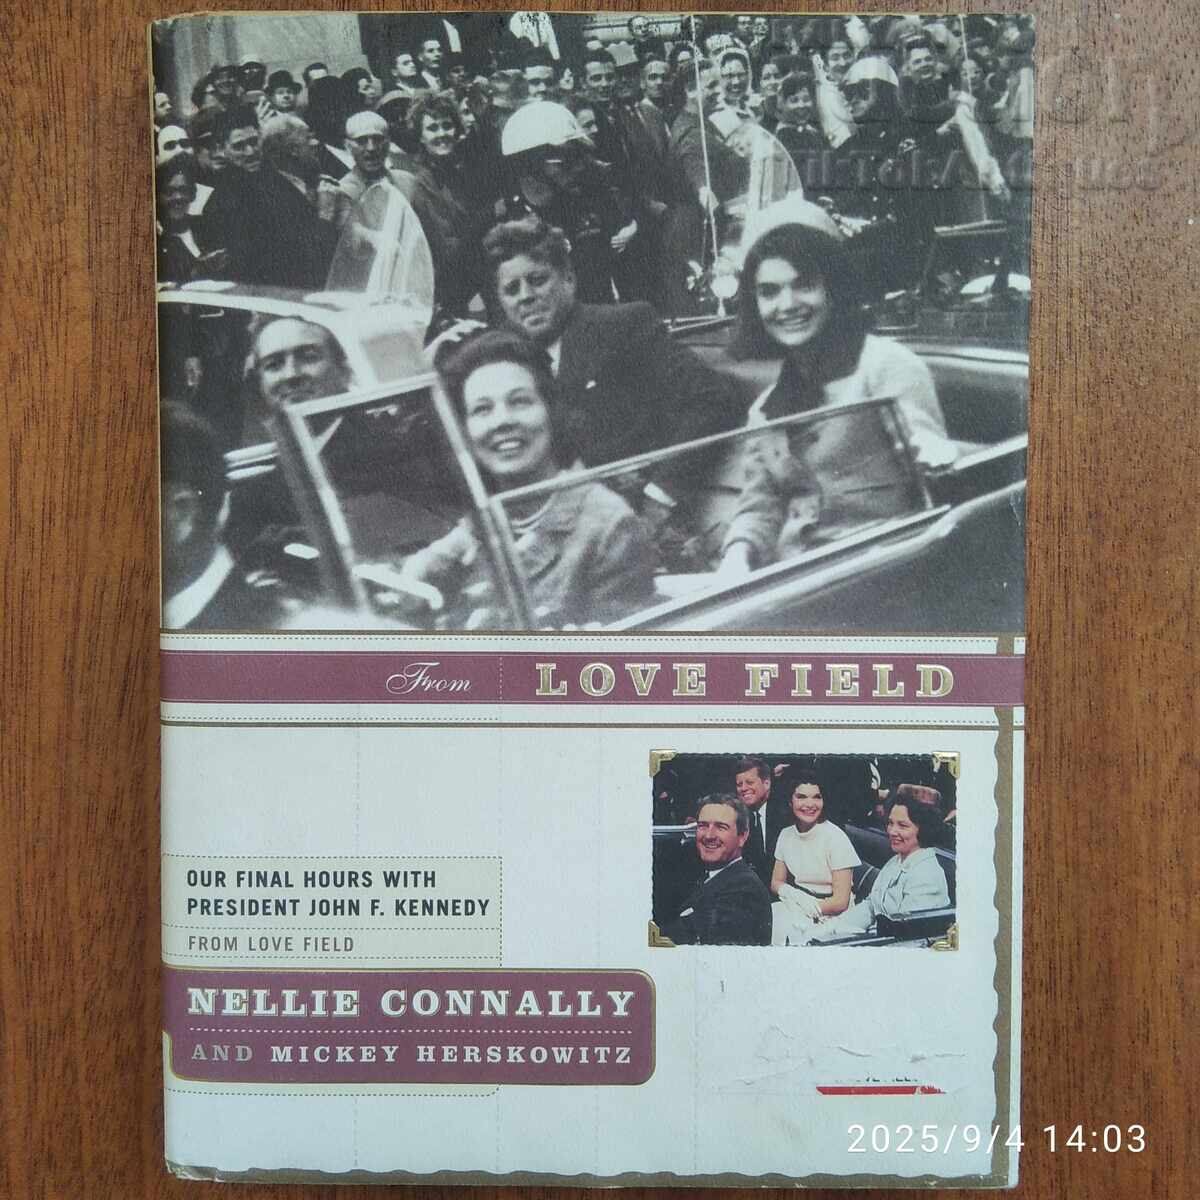 From LOVE FIELD
OUR FINAL HOURS WITH
PRESIDENT JOHN F. KENNEDY
FROM LOVE FIELD
NELLIE CONNALLY
AND MICKEY HERSKOWITZ
2025/9/4 14:03